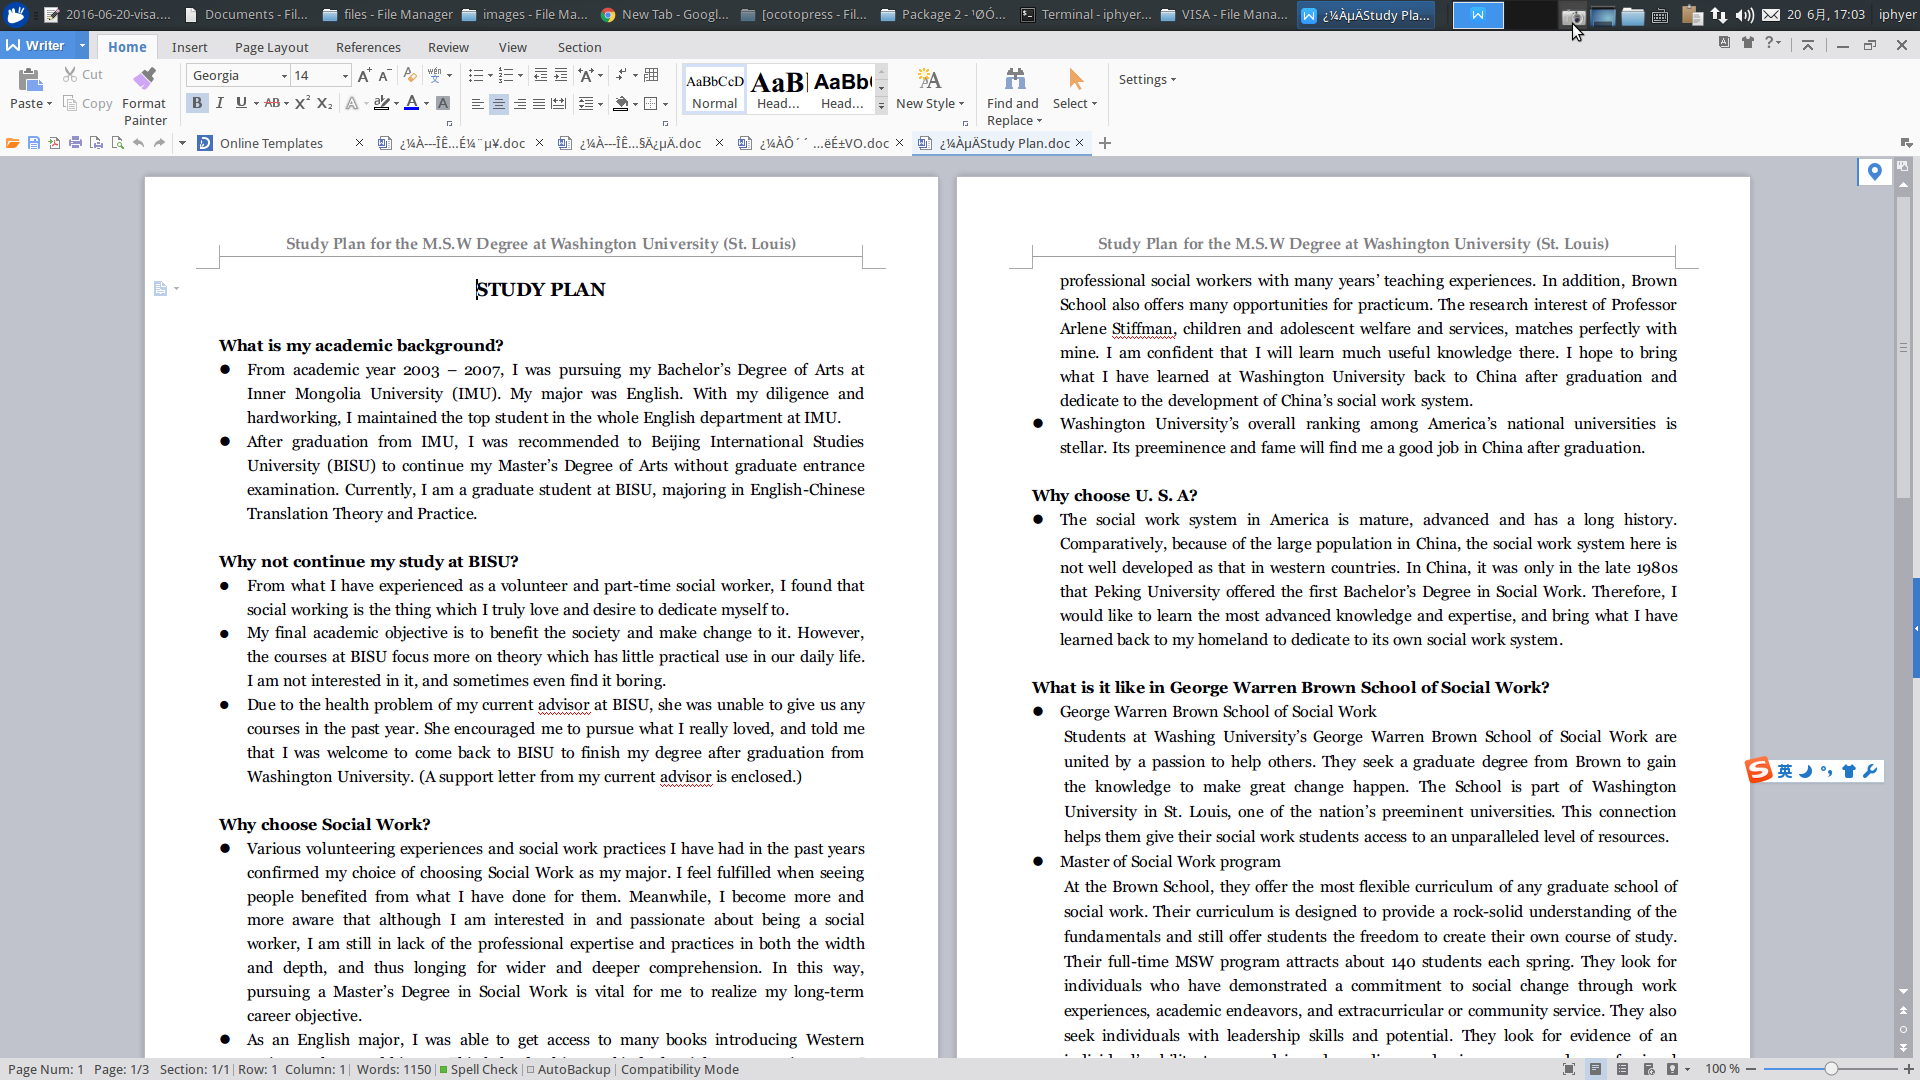 2016-06-20-visa.... Documents - Fil... files - File Manager images - File Ma... New Tab - Googl... [ocotopress - Fil... Package 2 - ¹ØÓ... Terminal - iphyer... VISA - File Mana... ¿¼ÀµÄStudy Pla... 20 6月, 17:03 iphyer
Writer Home Insert Page Layout References Review View Section
Paste Cut Copy Format Painter Georgia 14 AaBbCcD Normal AaB Head... AaBb Head... New Style Find and Replace Select Settings
Online Templates ¿¼À---ÎÊ...É¼¨µ¥.doc ¿¼À---ÎÊ...§Ä¿µÄ.doc ¿¼ÀÔ´´ ...ëÉ±VO.doc ¿¼ÀµÄStudy Plan.doc
Study Plan for the M.S.W Degree at Washington University (St. Louis)
STUDY PLAN
What is my academic background?
● From academic year 2003 – 2007, I was pursuing my Bachelor's Degree of Arts at
Inner Mongolia University (IMU). My major was English. With my diligence and
hardworking, I maintained the top student in the whole English department at IMU.
● After graduation from IMU, I was recommended to Beijing International Studies
University (BISU) to continue my Master's Degree of Arts without graduate entrance
examination. Currently, I am a graduate student at BISU, majoring in English-Chinese
Translation Theory and Practice.
Why not continue my study at BISU?
● From what I have experienced as a volunteer and part-time social worker, I found that
social working is the thing which I truly love and desire to dedicate myself to.
● My final academic objective is to benefit the society and make change to it. However,
the courses at BISU focus more on theory which has little practical use in our daily life.
I am not interested in it, and sometimes even find it boring.
● Due to the health problem of my current advisor at BISU, she was unable to give us any
courses in the past year. She encouraged me to pursue what I really loved, and told me
that I was welcome to come back to BISU to finish my degree after graduation from
Washington University. (A support letter from my current advisor is enclosed.)
Why choose Social Work?
● Various volunteering experiences and social work practices I have had in the past years
confirmed my choice of choosing Social Work as my major. I feel fulfilled when seeing
people benefited from what I have done for them. Meanwhile, I become more and
more aware that although I am interested in and passionate about being a social
worker, I am still in lack of the professional expertise and practices in both the width
and depth, and thus longing for wider and deeper comprehension. In this way,
pursuing a Master's Degree in Social Work is vital for me to realize my long-term
career objective.
● As an English major, I was able to get access to many books introducing Western
Study Plan for the M.S.W Degree at Washington University (St. Louis)
professional social workers with many years' teaching experiences. In addition, Brown
School also offers many opportunities for practicum. The research interest of Professor
Arlene Stiffman, children and adolescent welfare and services, matches perfectly with
mine. I am confident that I will learn much useful knowledge there. I hope to bring
what I have learned at Washington University back to China after graduation and
dedicate to the development of China's social work system.
● Washington University's overall ranking among America's national universities is
stellar. Its preeminence and fame will find me a good job in China after graduation.
Why choose U. S. A?
● The social work system in America is mature, advanced and has a long history.
Comparatively, because of the large population in China, the social work system here is
not well developed as that in western countries. In China, it was only in the late 1980s
that Peking University offered the first Bachelor's Degree in Social Work. Therefore, I
would like to learn the most advanced knowledge and expertise, and bring what I have
learned back to my homeland to dedicate to its own social work system.
What is it like in George Warren Brown School of Social Work?
● George Warren Brown School of Social Work
Students at Washing University's George Warren Brown School of Social Work are
united by a passion to help others. They seek a graduate degree from Brown to gain
the knowledge to make great change happen. The School is part of Washington
University in St. Louis, one of the nation's preeminent universities. This connection
helps them give their social work students access to an unparalleled level of resources.
● Master of Social Work program
At the Brown School, they offer the most flexible curriculum of any graduate school of
social work. Their curriculum is designed to provide a rock-solid understanding of the
fundamentals and still offer students the freedom to create their own course of study.
Their full-time MSW program attracts about 140 students each spring. They look for
individuals who have demonstrated a commitment to social change through work
experiences, academic endeavors, and extracurricular or community service. They also
seek individuals with leadership skills and potential. They look for evidence of an
英
Page Num: 1 Page: 1/3 Section: 1/1 Row: 1 Column: 1 Words: 1150 Spell Check AutoBackup Compatibility Mode 100 %